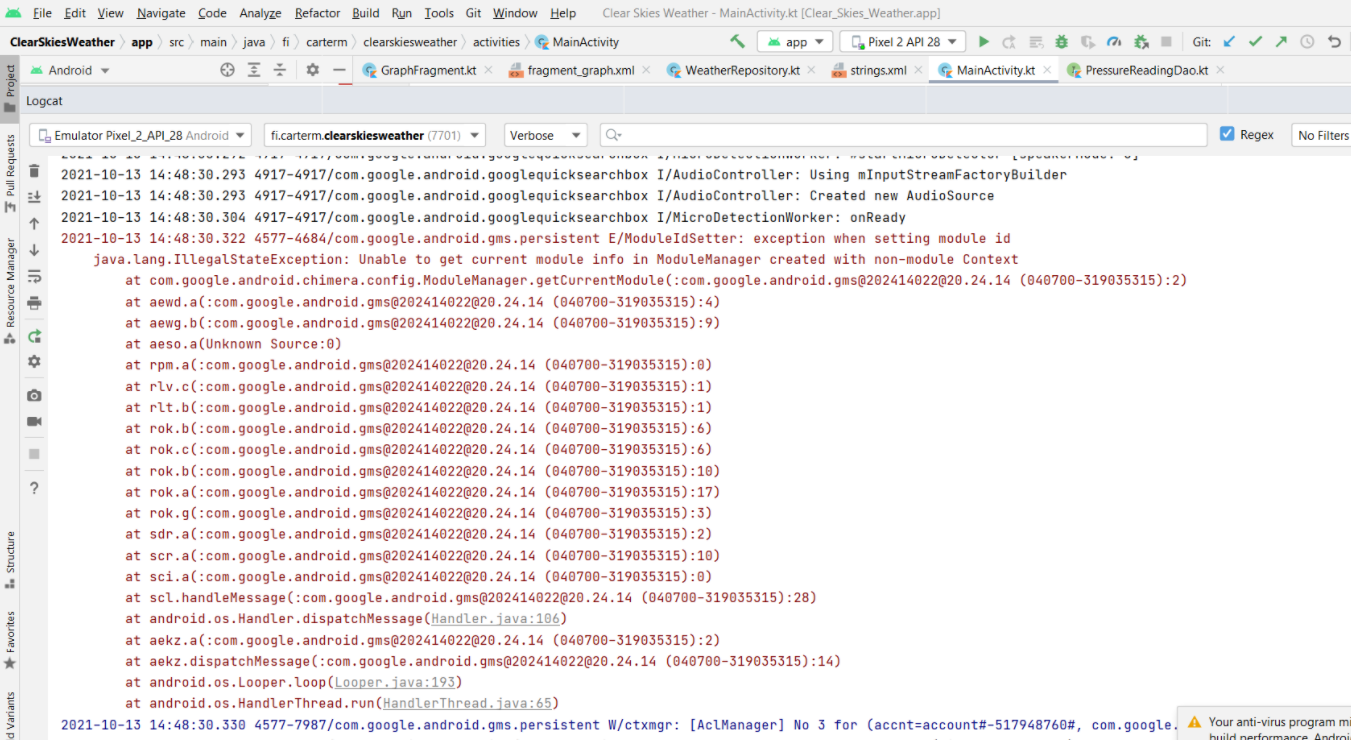 File Edit View Navigate Code Analyze Refactor Build Run Tools Git Window Help Clear Skies Weather - MainActivity.kt [Clear_Skies_Weather.app]
ClearSkiesWeather app src main java fi carterm clearskiesweather activities MainActivity app Pixel 2 API 28 Git:
Project
Android GraphFragment.kt fragment_graph.xml WeatherRepository.kt strings.xml MainActivity.kt PressureReadingDao.kt
Logcat
Emulator Pixel_2_API_28 Android fi.carterm.clearskiesweather (7701) Verbose Regex No Filters
Pull Requests
Resource Manager
Structure
Favorites
2021-10-13 14:48:30.292 4917-4917/com.google.android.googlequicksearchbox I/MicroDetectionWorker: #startMicroDetector [speakerMode: 0]
2021-10-13 14:48:30.293 4917-4917/com.google.android.googlequicksearchbox I/AudioController: Using mInputStreamFactoryBuilder
2021-10-13 14:48:30.293 4917-4917/com.google.android.googlequicksearchbox I/AudioController: Created new AudioSource
2021-10-13 14:48:30.304 4917-4917/com.google.android.googlequicksearchbox I/MicroDetectionWorker: onReady
2021-10-13 14:48:30.322 4577-4684/com.google.android.gms.persistent E/ModuleIdSetter: exception when setting module id
java.lang.IllegalStateException: Unable to get current module info in ModuleManager created with non-module Context
at com.google.android.chimera.config.ModuleManager.getCurrentModule(:com.google.android.gms@202414022@20.24.14 (040700-319035315):2)
at aewd.a(:com.google.android.gms@202414022@20.24.14 (040700-319035315):4)
at aewg.b(:com.google.android.gms@202414022@20.24.14 (040700-319035315):9)
at aeso.a(Unknown Source:0)
at rpm.a(:com.google.android.gms@202414022@20.24.14 (040700-319035315):0)
at rlv.c(:com.google.android.gms@202414022@20.24.14 (040700-319035315):1)
at rlt.b(:com.google.android.gms@202414022@20.24.14 (040700-319035315):1)
at rok.b(:com.google.android.gms@202414022@20.24.14 (040700-319035315):6)
at rok.c(:com.google.android.gms@202414022@20.24.14 (040700-319035315):6)
at rok.b(:com.google.android.gms@202414022@20.24.14 (040700-319035315):10)
at rok.a(:com.google.android.gms@202414022@20.24.14 (040700-319035315):17)
at rok.g(:com.google.android.gms@202414022@20.24.14 (040700-319035315):3)
at sdr.a(:com.google.android.gms@202414022@20.24.14 (040700-319035315):2)
at scr.a(:com.google.android.gms@202414022@20.24.14 (040700-319035315):10)
at sci.a(:com.google.android.gms@202414022@20.24.14 (040700-319035315):0)
at scl.handleMessage(:com.google.android.gms@202414022@20.24.14 (040700-319035315):28)
at android.os.Handler.dispatchMessage(Handler.java:106)
at aekz.a(:com.google.android.gms@202414022@20.24.14 (040700-319035315):2)
at aekz.dispatchMessage(:com.google.android.gms@202414022@20.24.14 (040700-319035315):14)
at android.os.Looper.loop(Looper.java:193)
at android.os.HandlerThread.run(HandlerThread.java:65)
2021-10-13 14:48:30.330 4577-7987/com.google.android.gms.persistent W/ctxmgr: [AclManager] No 3 for (accnt=account#-517948760#, com.google.
d Variants
Your anti-virus program mi
build performance. Androi